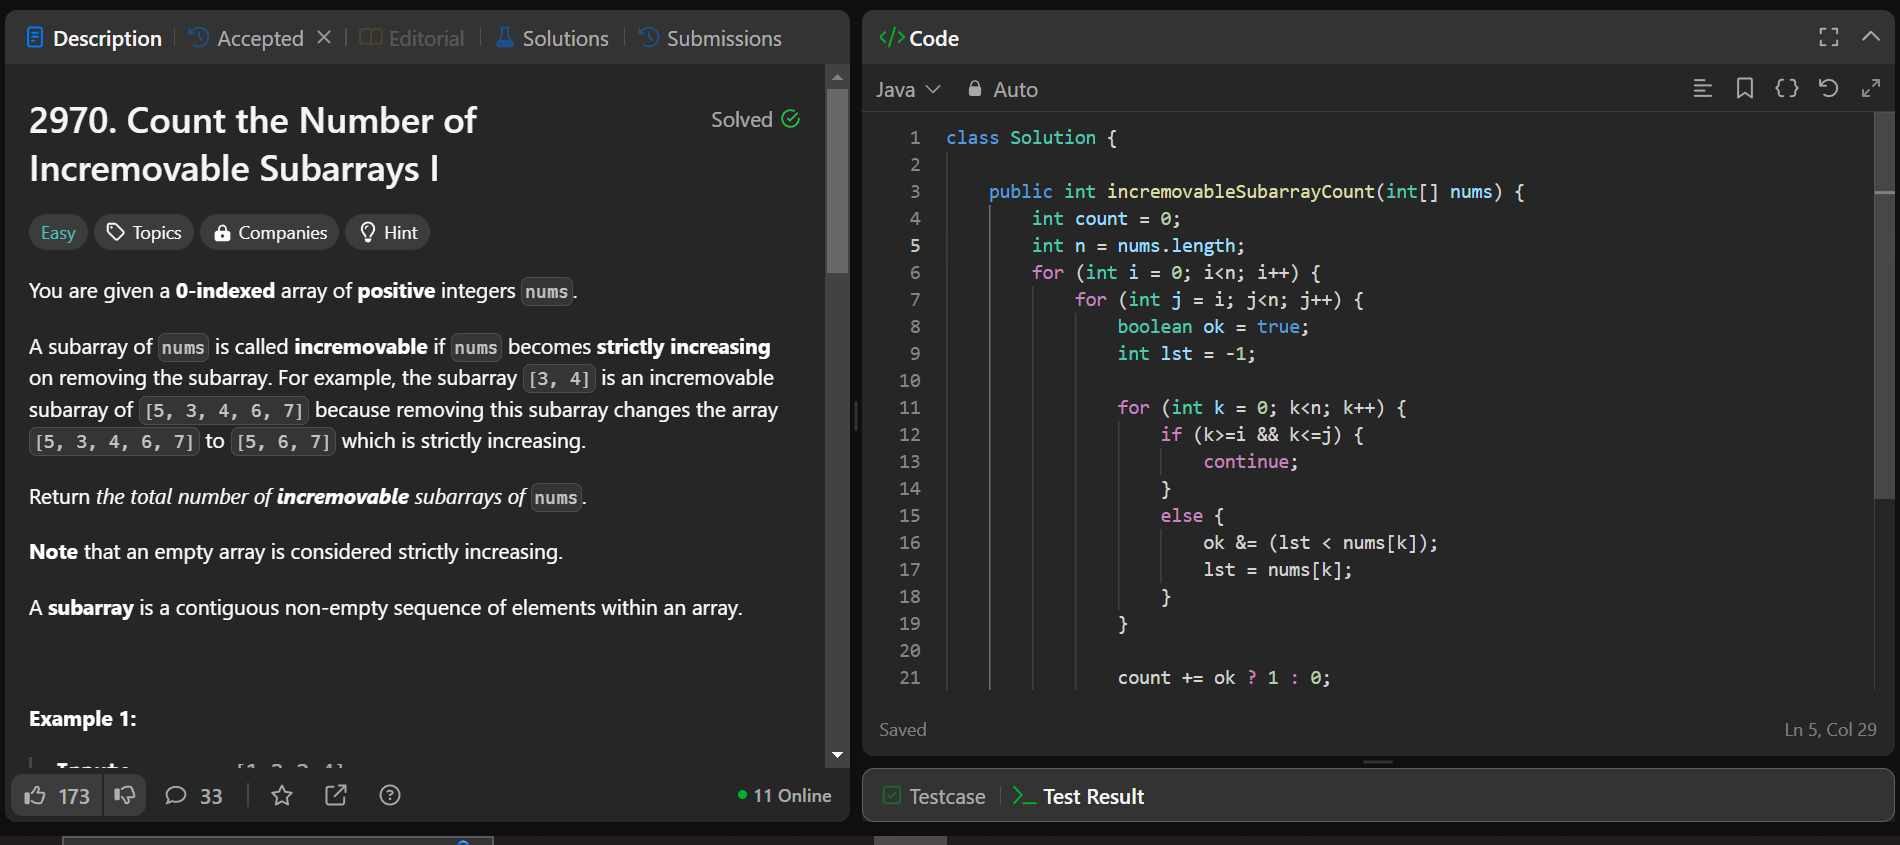 Description
Accepted
Editorial
Solutions
Submissions
2970. Count the Number of
Incremovable Subarrays I
Solved
Easy
Topics
Companies
Hint
You are given a 0-indexed array of positive integers nums.
A subarray of nums is called incremovable if nums becomes strictly increasing
on removing the subarray. For example, the subarray [3, 4] is an incremovable
subarray of [5, 3, 4, 6, 7] because removing this subarray changes the array
[5, 3, 4, 6, 7] to [5, 6, 7] which is strictly increasing.
Return the total number of incremovable subarrays of nums.
Note that an empty array is considered strictly increasing.
A subarray is a contiguous non-empty sequence of elements within an array.
Example 1:
173
33
11 Online
</> Code
Java
Auto
1 class Solution {
2
3 public int incremovableSubarrayCount(int[] nums) {
4 int count = 0;
5 int n = nums.length;
6 for (int i = 0; i<n; i++) {
7 for (int j = i; j<n; j++) {
8 boolean ok = true;
9 int lst = -1;
10
11 for (int k = 0; k<n; k++) {
12 if (k>=i && k<=j) {
13 continue;
14 }
15 else {
16 ok &= (lst < nums[k]);
17 lst = nums[k];
18 }
19 }
20
21 count += ok ? 1 : 0;
Saved
Ln 5, Col 29
Testcase
Test Result